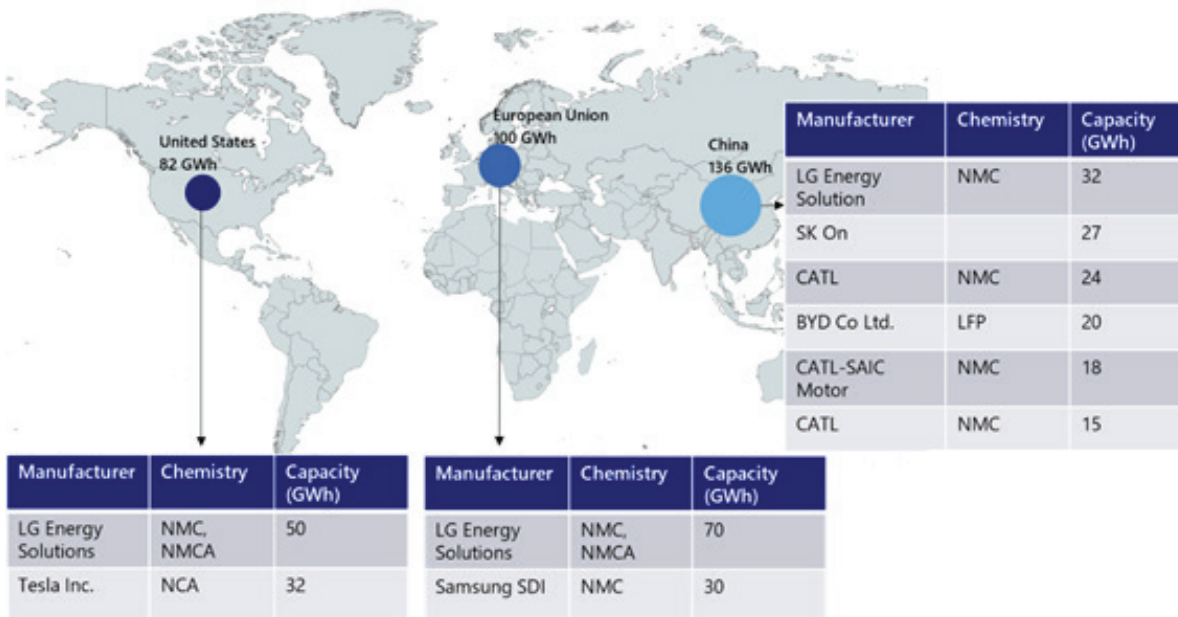 United States
82 GWh
European Union
100 GWh
China
136 GWh
Manufacturer Chemistry Capacity
(GWh)
LG Energy
Solution NMC 32
SK On 27
CATL NMC 24
BYD Co Ltd. LFP 20
CATL-SAIC
Motor NMC 18
CATL NMC 15
Manufacturer Chemistry Capacity
(GWh)
LG Energy NMC, 50
Solutions NMCA
Tesla Inc. NCA 32
Manufacturer Chemistry Capacity
(GWh)
LG Energy NMC, 70
Solutions NMCA
Samsung SDI NMC 30